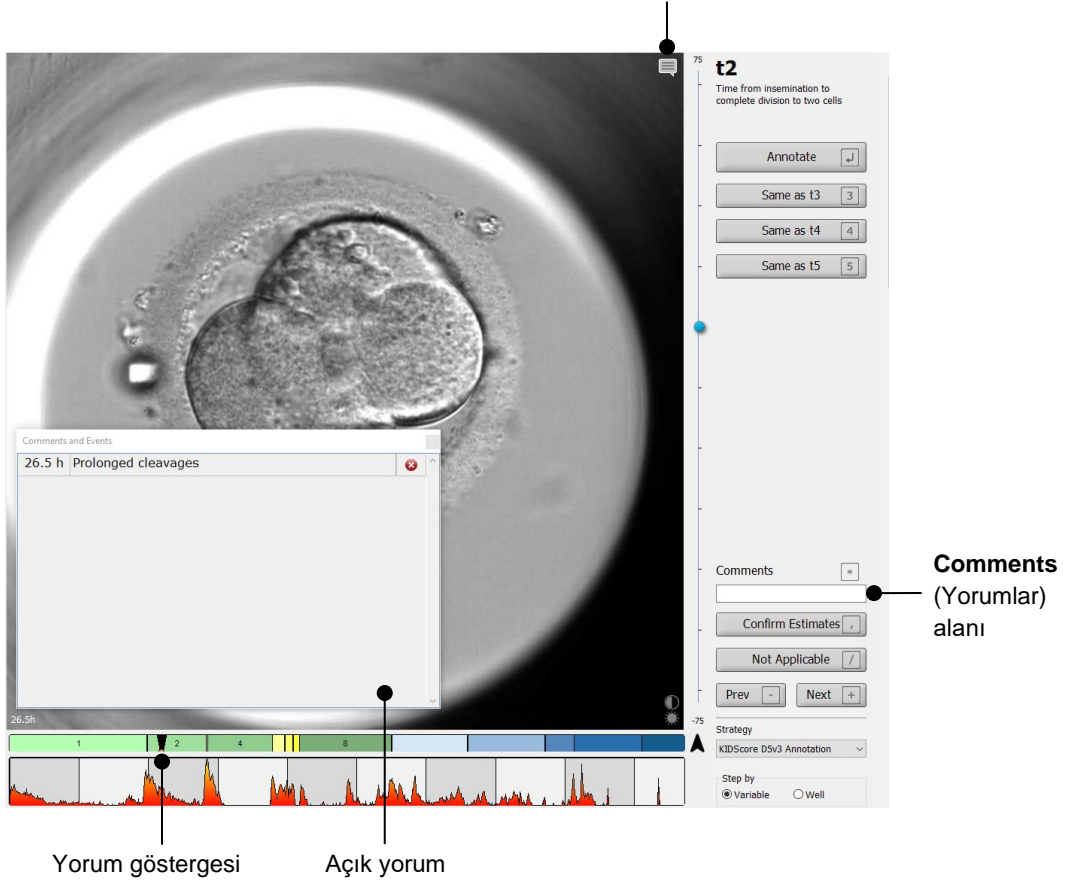 75
t2
Time from insemination to
complete division to two cells
Annotate ↵
Same as t3 3
Same as t4 4
Same as t5 5
Comments and Events
26.5 h Prolonged cleavages
Comments *
Comments
(Yorumlar)
alanı
Confirm Estimates ,
Not Applicable /
Prev - Next +
26.5h
-75
Strategy
KIDScore D5v3 Annotation
1 2 4 8
Step by
Variable Well
Yorum göstergesi Açık yorum